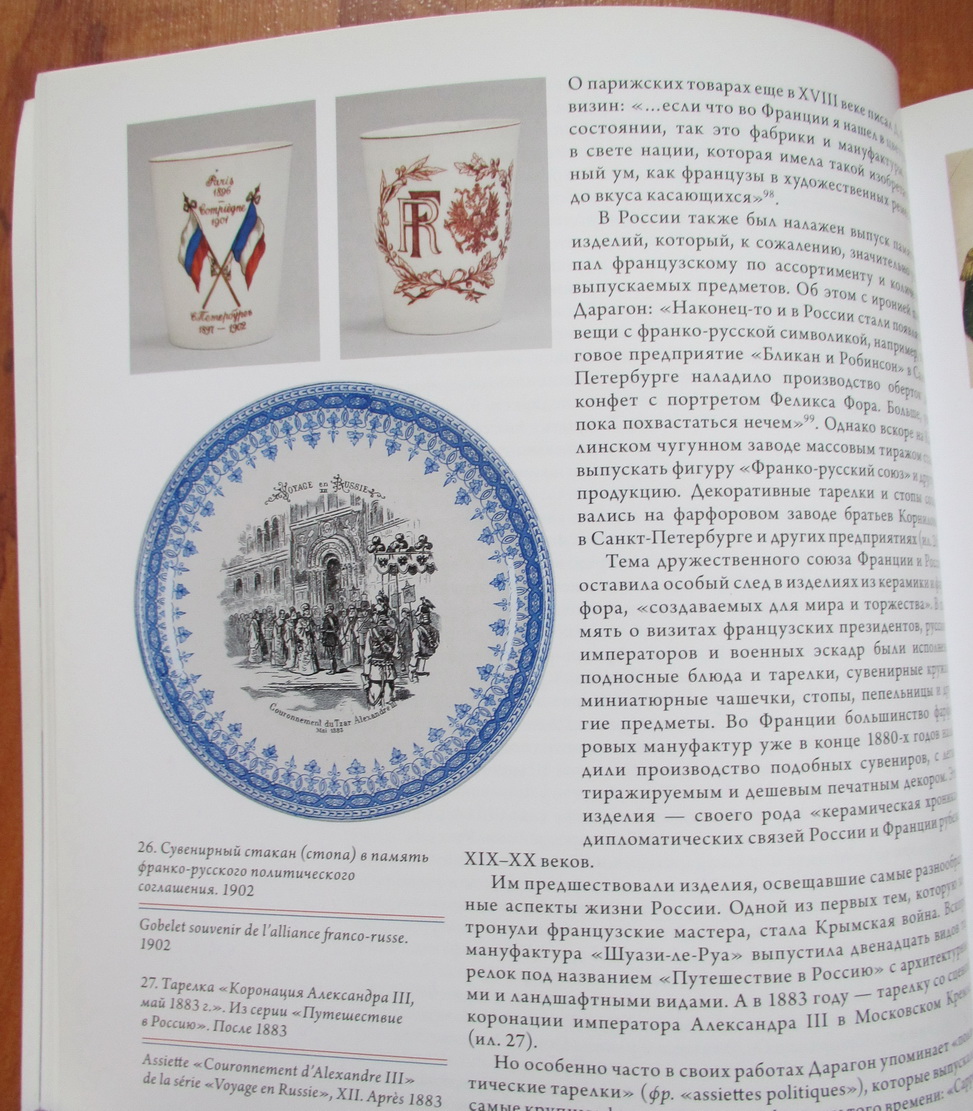 Paris
1896
Compiègne
1901
С.Петербургъ
1897 — 1902
RF
О парижских товарах еще в XVIII веке писал
визин: «...если что во Франции я нашел в
состоянии, так это фабрики и мануфактуры.
в свете нации, которая имела такой
ный ум, как французы в художественных
до вкуса касающихся»⁹⁸.
В России также был налажен выпуск
изделий, который, к сожалению, значительно
пал французскому по ассортименту и
выпускаемых предметов. Об этом с иронией
Дарагон: «Наконец-то и в России стали
вещи с франко-русской символикой, например,
говое предприятие «Бликан и Робинсон» в
Петербурге наладило производство оберток
конфет с портретом Феликса Фора. Больше,
пока похвастаться нечем»⁹⁹. Однако вскоре на
линском чугунном заводе массовым тиражом
выпускать фигуру «Франко-русский союз» и
продукцию. Декоративные тарелки и стопы
вались на фарфоровом заводе братьев
в Санкт-Петербурге и других предприятиях
Тема дружественного союза Франции и
оставила особый след в изделиях из керамики и
фора, «создаваемых для мира и торжества». В
мять о визитах французских президентов,
императоров и военных эскадр были
подносные блюда и тарелки, сувенирные
миниатюрные чашечки, стопы, пепельницы и
гие предметы. Во Франции большинство
ровых мануфактур уже в конце 1880-х годов
дили производство подобных сувениров, с
тиражируемым и дешевым печатным декором.
изделия — своего рода «керамическая хроника
дипломатических связей России и Франции
XIX–XX веков.
Им предшествовали изделия, освещавшие самые
ные аспекты жизни России. Одной из первых тем, которую
тронули французские мастера, стала Крымская война.
мануфактура «Шуази-ле-Руа» выпустила двенадцать видов
релок под названием «Путешествие в Россию» с
ми и ландшафтными видами. А в 1883 году — тарелку со
коронации императора Александра III в Московском
(ил. 27).
Но особенно часто в своих работах Дарагон упоминает
тические тарелки» (фр. «assiettes politiques»), которые
VOYAGE en RUSSIE
Couronnement du Tzar Alexandre III
Mai 1883
26. Сувенирный стакан (стопа) в память
франко-русского политического
соглашения. 1902
Gobelet souvenir de l'alliance franco-russe.
1902
27. Тарелка «Коронация Александра III,
май 1883 г.». Из серии «Путешествие
в Россию». После 1883
Assiette «Couronnement d'Alexandre III»
de la série «Voyage en Russie», XII. Après 1883